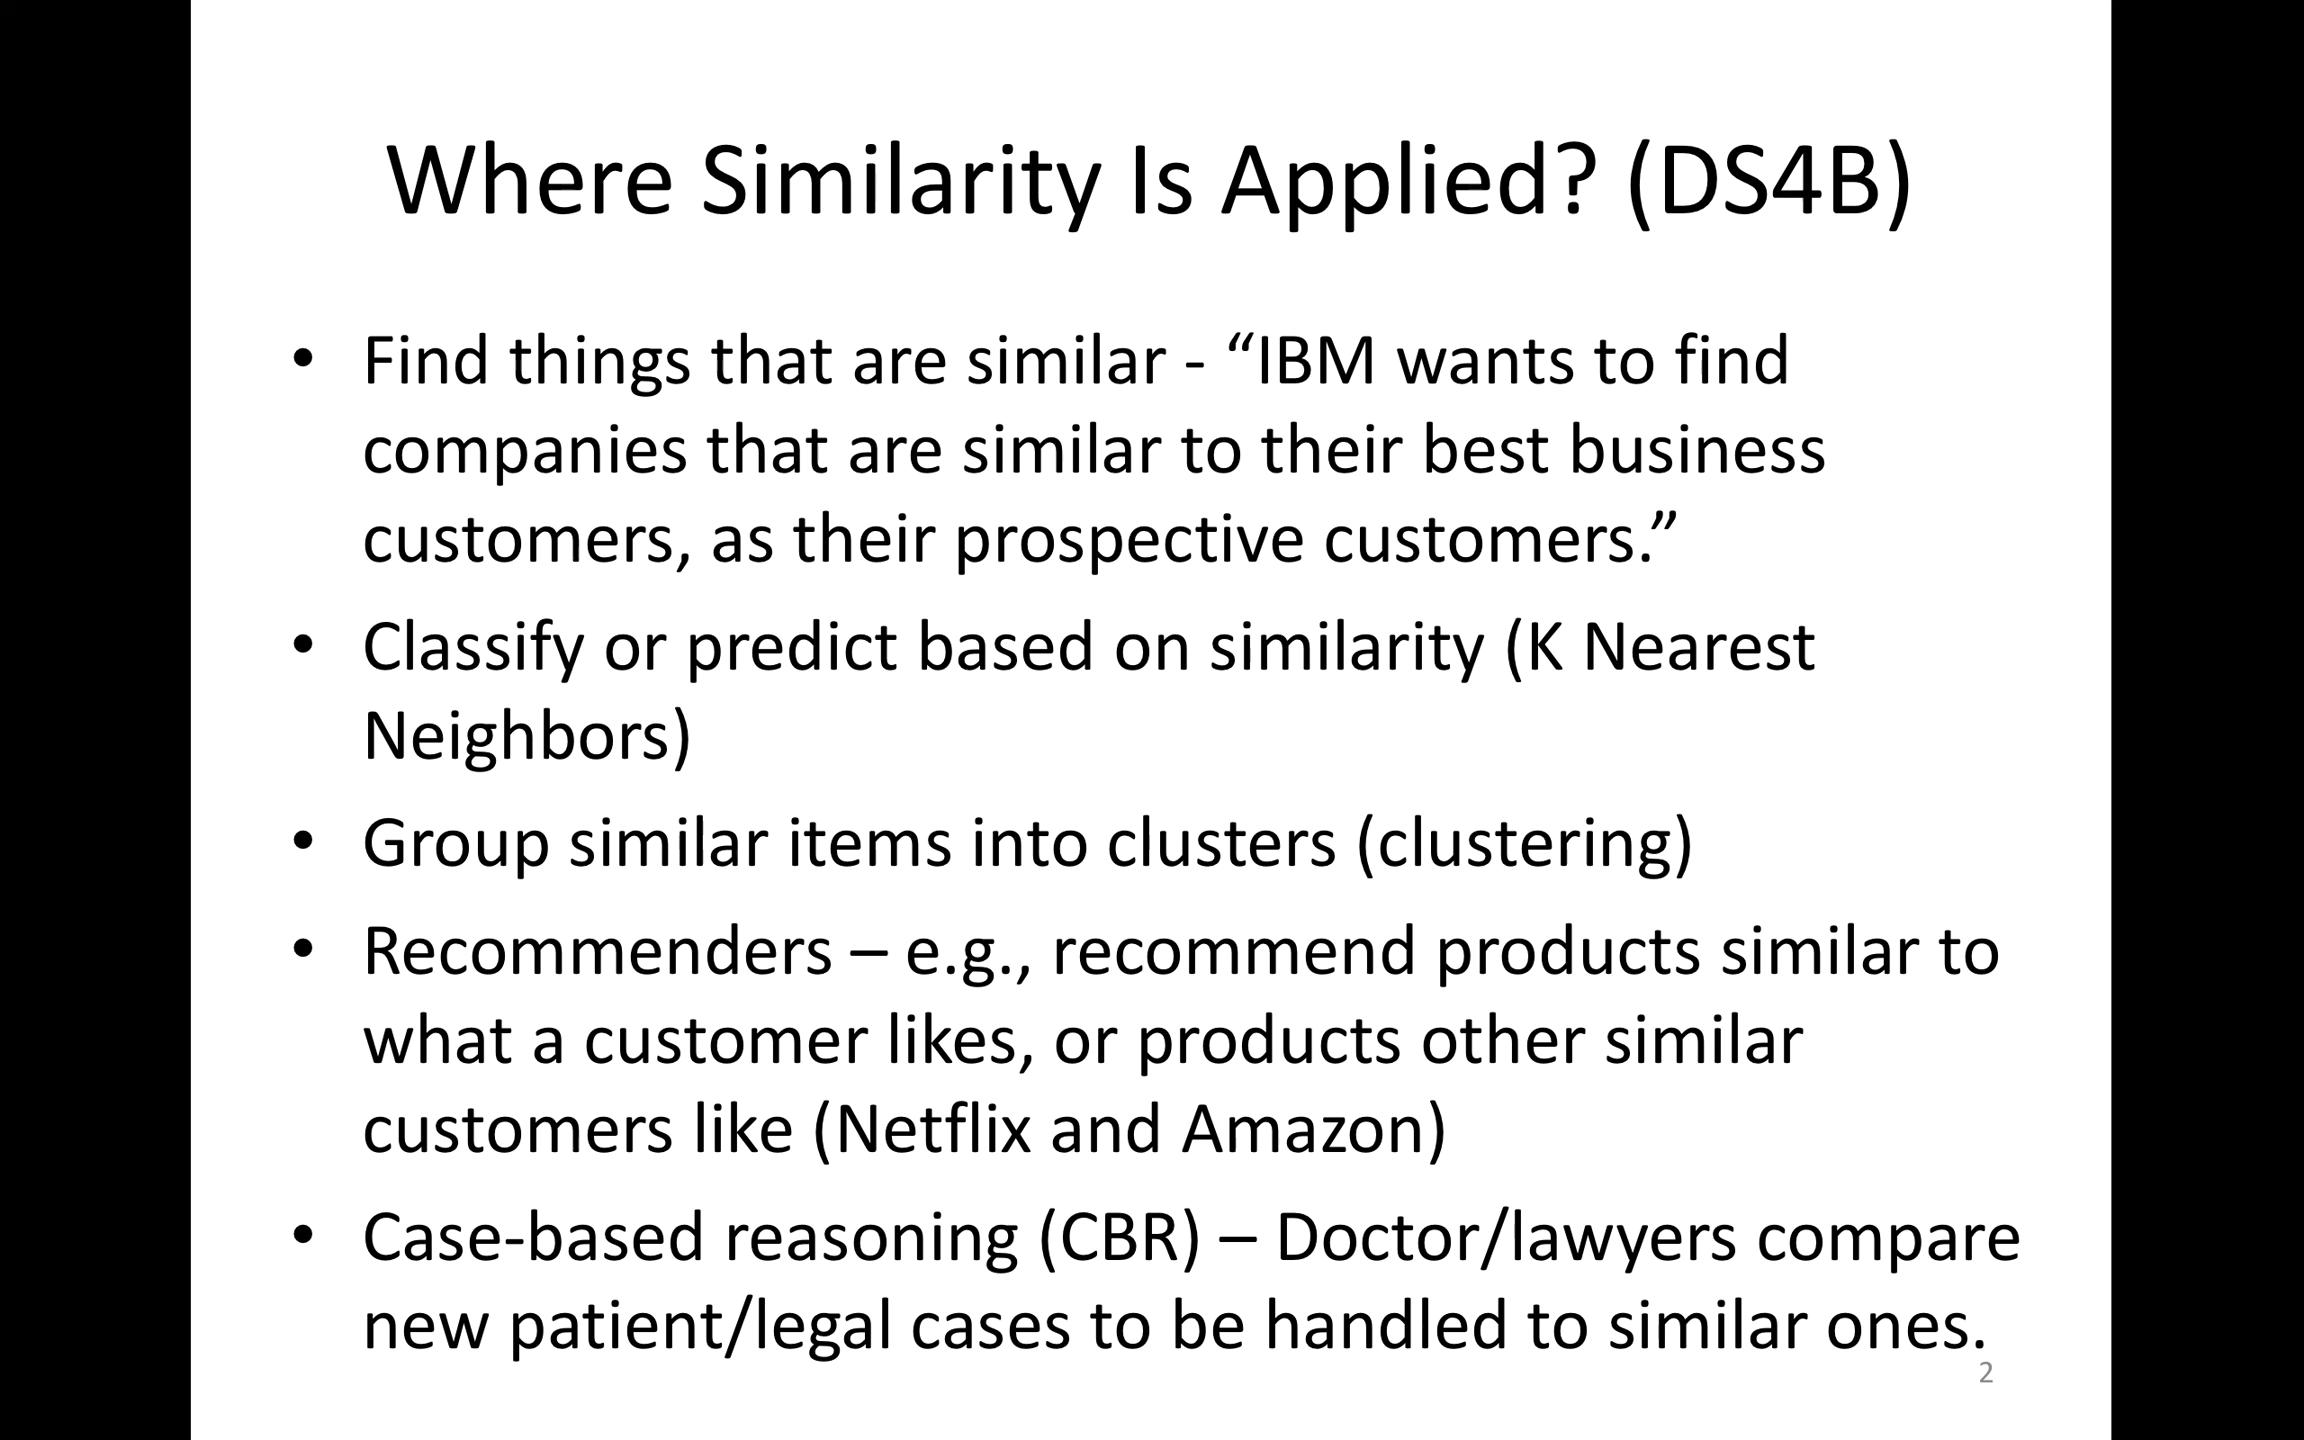 Where Similarity Is Applied? (DS4B)
• Find things that are similar - “IBM wants to find
companies that are similar to their best business
customers, as their prospective customers.”
• Classify or predict based on similarity (K Nearest
Neighbors)
• Group similar items into clusters (clustering)
• Recommenders – e.g., recommend products similar to
what a customer likes, or products other similar
customers like (Netflix and Amazon)
• Case-based reasoning (CBR) – Doctor/lawyers compare
new patient/legal cases to be handled to similar ones.
2